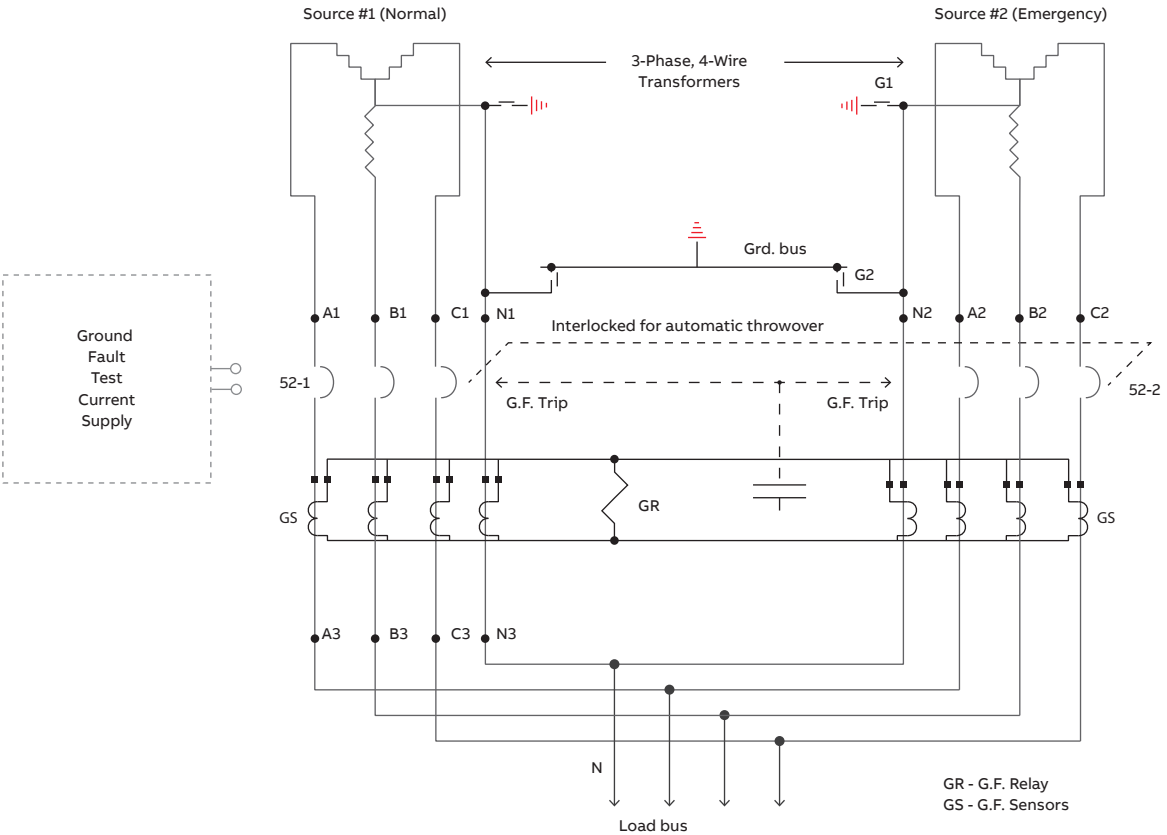 Source #1 (Normal)
Source #2 (Emergency)
3-Phase, 4-Wire
Transformers
G1
Grd. bus
G2
A1
B1
C1
N1
N2
A2
B2
C2
Interlocked for automatic throwover
Ground
Fault
Test
Current
Supply
52-1
G.F. Trip
G.F. Trip
52-2
GS
GR
GS
A3
B3
C3
N3
N
GR - G.F. Relay
GS - G.F. Sensors
Load bus